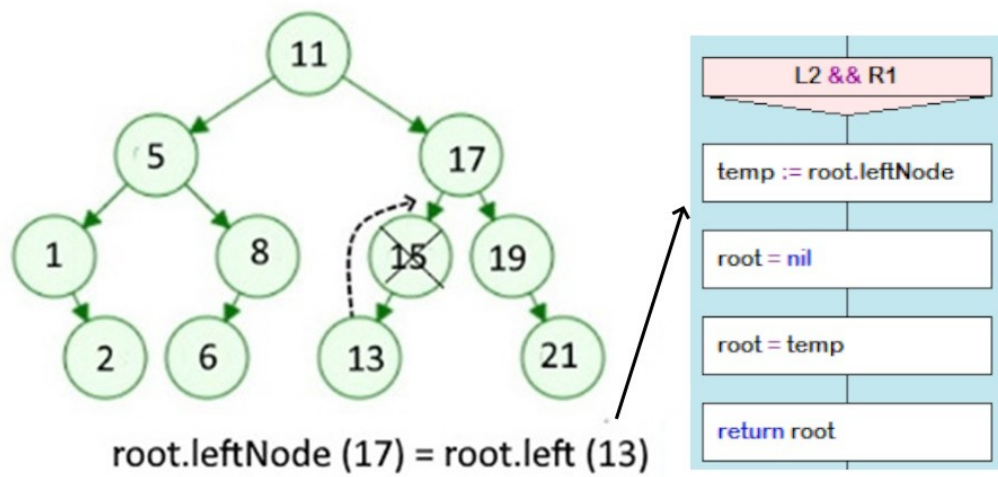 11
5
17
1
8
15
19
2
6
13
21
root.leftNode (17) = root.left (13)
L2 && R1
temp := root.leftNode
root = nil
root = temp
return root